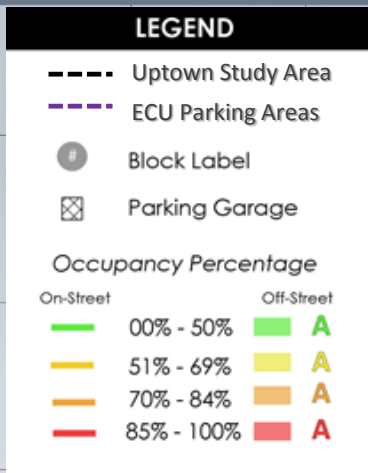 LEGEND
Uptown Study Area
ECU Parking Areas
# Block Label
Parking Garage
Occupancy Percentage
On-Street Off-Street
00% - 50% A
51% - 69% A
70% - 84% A
85% - 100% A